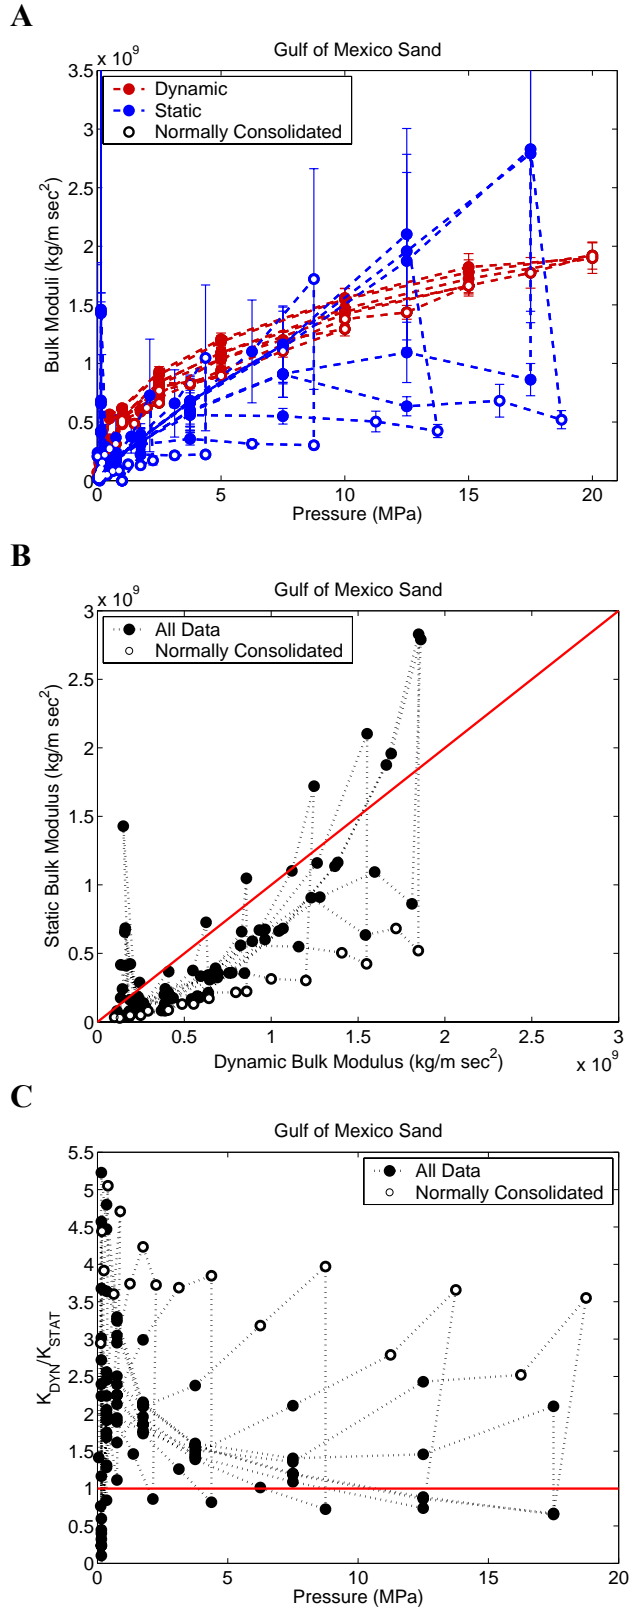 A
Gulf of Mexico Sand
x 10^9
3.5
3
2.5
2
1.5
1
0.5
0
Dynamic
Static
Normally Consolidated
Bulk Moduli (kg/m sec^2)
0 5 10 15 20
Pressure (MPa)
B
Gulf of Mexico Sand
x 10^9
3
2.5
2
1.5
1
0.5
0
All Data
Normally Consolidated
Static Bulk Modulus (kg/m sec^2)
0 0.5 1 1.5 2 2.5 3
Dynamic Bulk Modulus (kg/m sec^2)
x 10^9
C
Gulf of Mexico Sand
5.5
5
4.5
4
3.5
3
2.5
2
1.5
1
0.5
0
All Data
Normally Consolidated
K_DYN/K_STAT
0 5 10 15 20
Pressure (MPa)